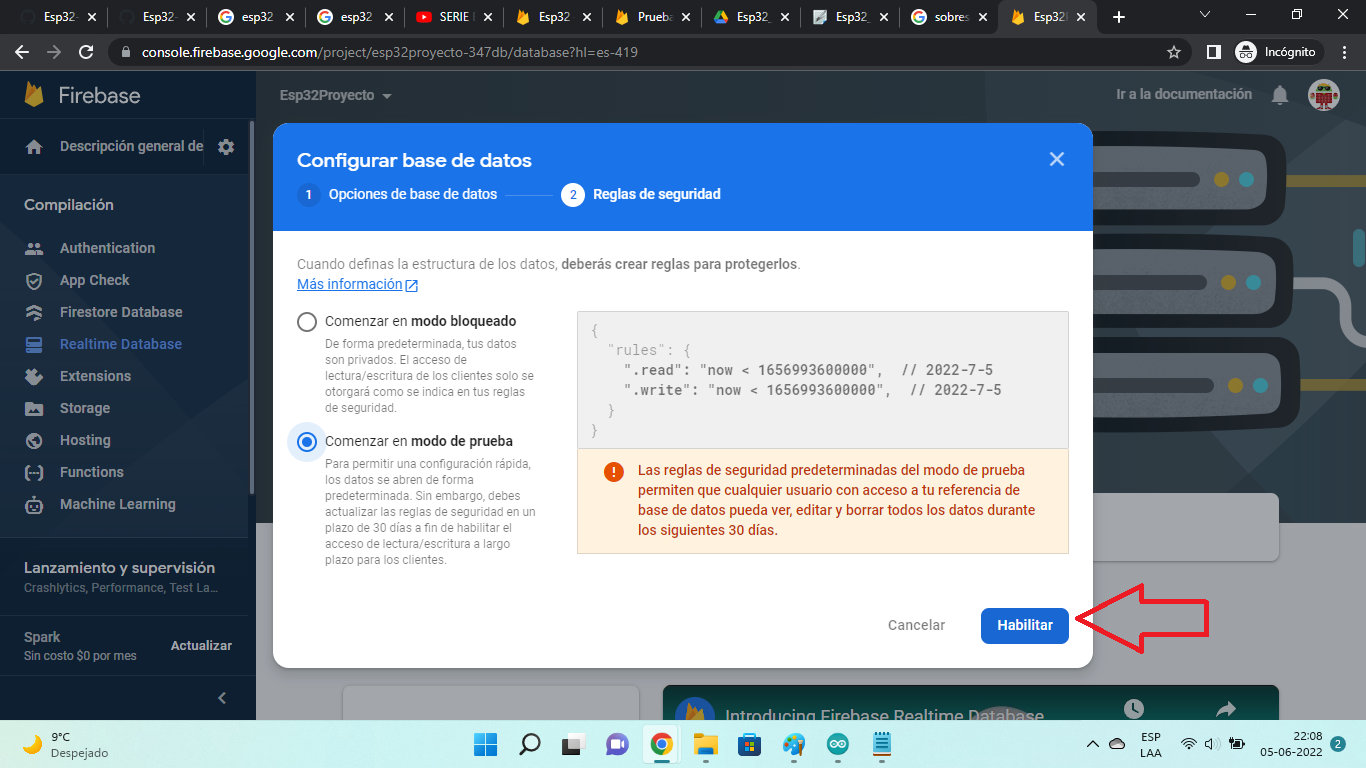 Esp32-
Esp32-
esp32
esp32
SERIE
Esp32
Prueba
Esp32_
Esp32_
sobres
Esp32
console.firebase.google.com/project/esp32proyecto-347db/database?hl=es-419
Incógnito
Firebase
Esp32Proyecto
Ir a la documentación
Descripción general de
Compilación
Authentication
App Check
Firestore Database
Realtime Database
Extensions
Storage
Hosting
Functions
Machine Learning
Lanzamiento y supervisión
Crashlytics, Performance, Test La...
Spark
Sin costo $0 por mes
Actualizar
Configurar base de datos
1 Opciones de base de datos
2 Reglas de seguridad
Cuando definas la estructura de los datos, deberás crear reglas para protegerlos.
Más información
Comenzar en modo bloqueado
De forma predeterminada, tus datos
son privados. El acceso de
lectura/escritura de los clientes solo se
otorgará como se indica en tus reglas
de seguridad.
Comenzar en modo de prueba
Para permitir una configuración rápida,
los datos se abren de forma
predeterminada. Sin embargo, debes
actualizar las reglas de seguridad en un
plazo de 30 días a fin de habilitar el
acceso de lectura/escritura a largo
plazo para los clientes.
{
"rules": {
".read": "now < 1656993600000", // 2022-7-5
".write": "now < 1656993600000", // 2022-7-5
}
}
Las reglas de seguridad predeterminadas del modo de prueba
permiten que cualquier usuario con acceso a tu referencia de
base de datos pueda ver, editar y borrar todos los datos durante
los siguientes 30 días.
Cancelar
Habilitar
Introducing Firebase Realtime Database
9°C
Despejado
ESP
LAA
22:08
05-06-2022
2